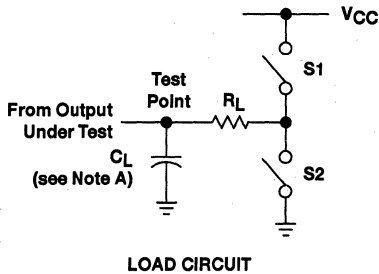 VCC
S1
Test
Point
RL
From Output
Under Test
CL
(see Note A)
S2
LOAD CIRCUIT